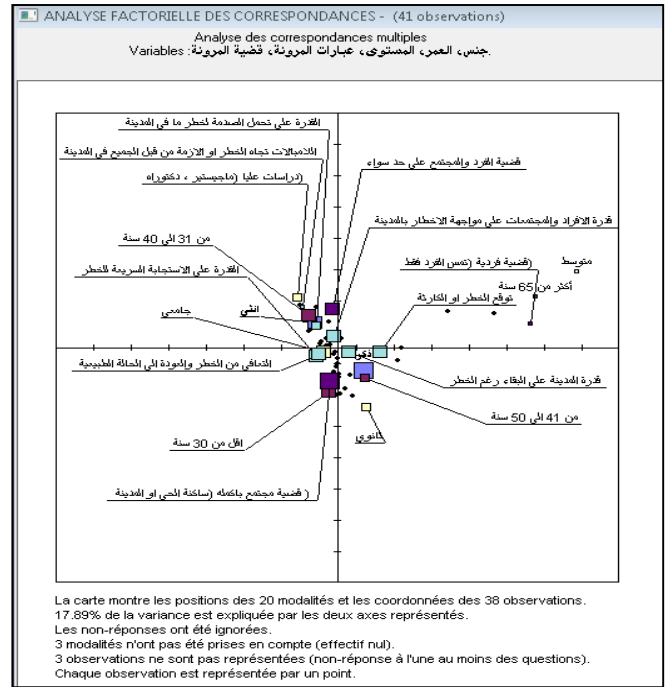 ANALYSE FACTORIELLE DES CORRESPONDANCES - (41 observations)
Analyse des correspondances multiples
Variables : جنس، العمر، المستوى، عبارات المرونة، قضية المرونة.
القدرة على تحمل الصدمة لخطر ما في المدينة
اللامبالات تجاه الخطر او الازمة من قبل الجميع في المدينة
قضية الفرد والمجتمع على حد سواء
(دراسات عليا (ماجيستير ، دكتوراه
قدرة الافراد والمجتمعات على مواجهة الاخطار بالمدينة
من 31 الى 40 سنة
متوسط
(قضية فردية (تمس الفرد فقط
القدرة على الاستجابة السريعة للخطر
أكثر من 65 سنة
توقع الخطر او الكارثة
انثى
جامعي
ذكر
التعافي من الخطر والعودة الى الحالة الطبيعية
قدرة المدينة على البقاء رغم الخطر
من 41 الى 50 سنة
ثانوي
اقل من 30 سنة
( قضية مجتمع باكمله (ساكنة الحي او المدينة
La carte montre les positions des 20 modalités et les coordonnées des 38 observations.
17.89% de la variance est expliquée par les deux axes représentés.
Les non-réponses ont été ignorées.
3 modalités n'ont pas été prises en compte (effectif nul).
3 observations ne sont pas représentées (non-réponse à l'une au moins des questions).
Chaque observation est représentée par un point.